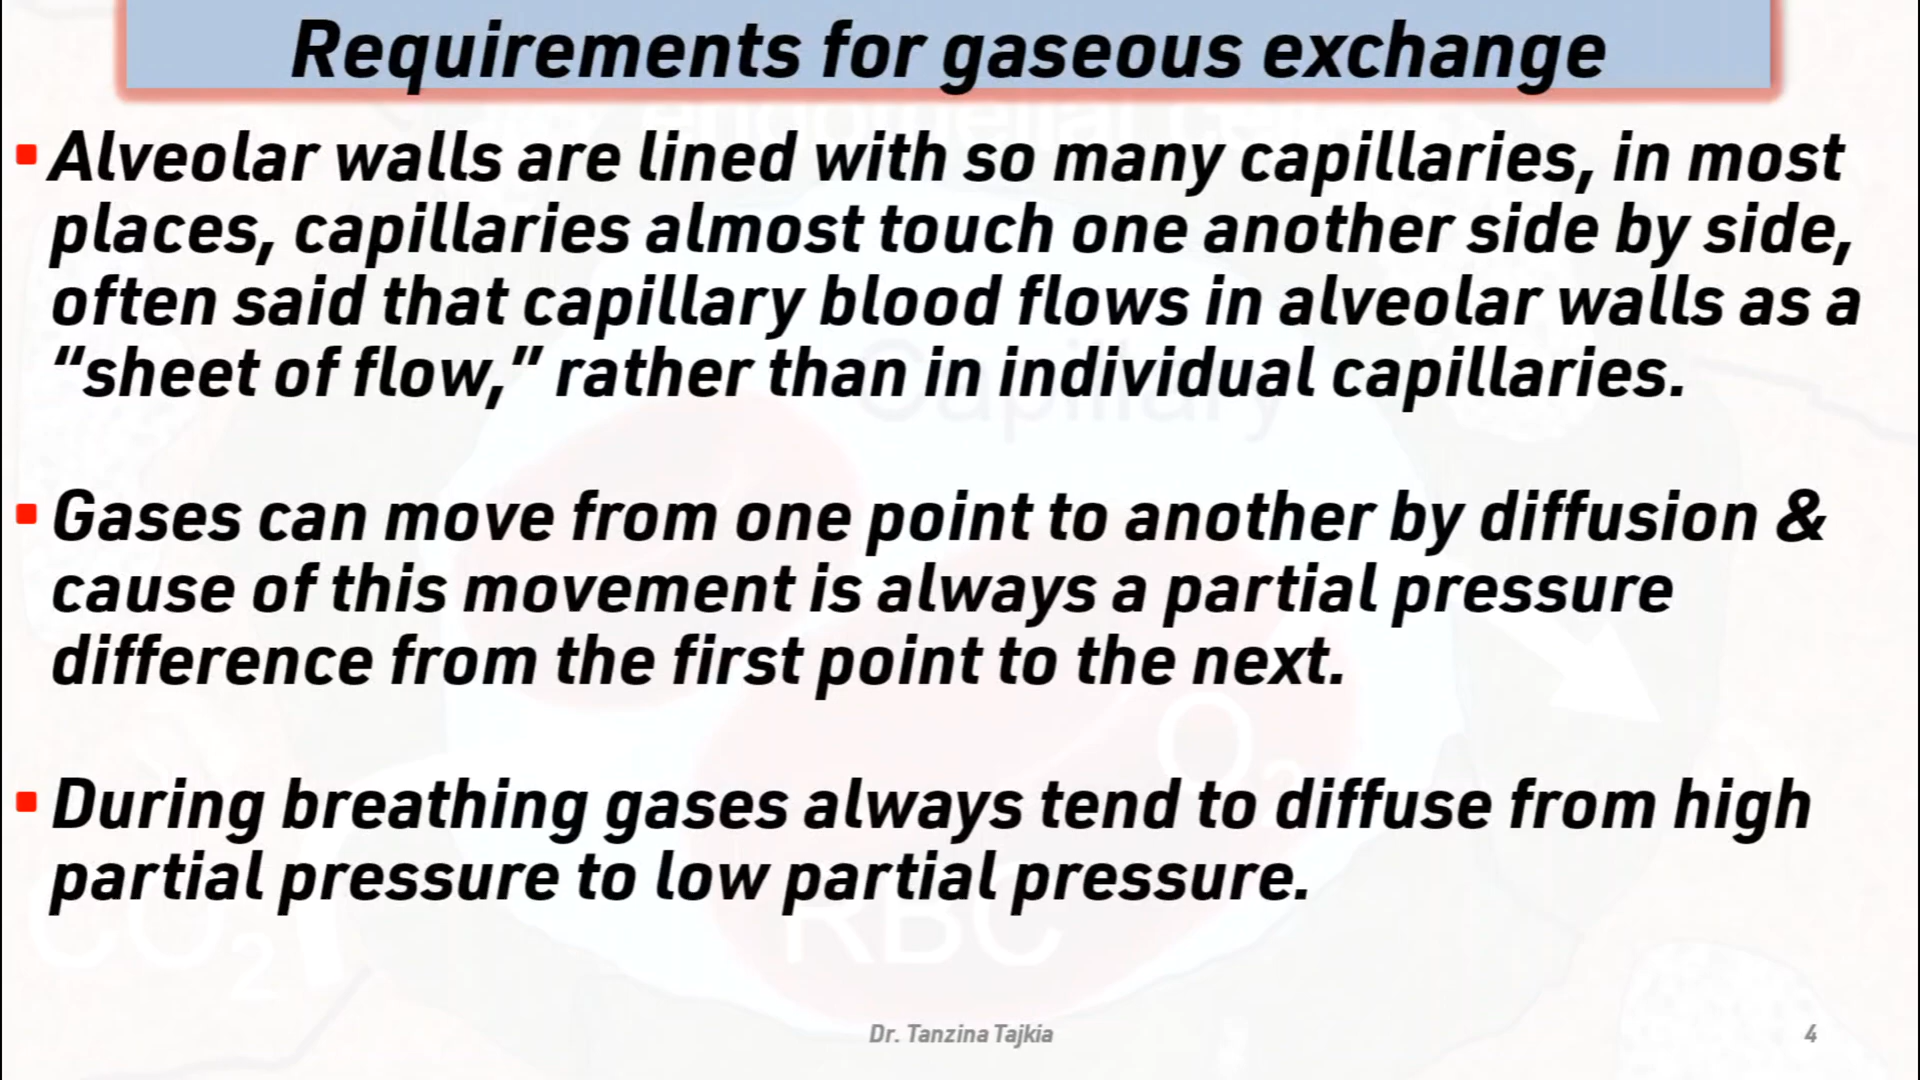 Requirements for gaseous exchange
▪ Alveolar walls are lined with so many capillaries, in most
places, capillaries almost touch one another side by side,
often said that capillary blood flows in alveolar walls as a
“sheet of flow,” rather than in individual capillaries.
▪ Gases can move from one point to another by diffusion &
cause of this movement is always a partial pressure
difference from the first point to the next.
▪ During breathing gases always tend to diffuse from high
partial pressure to low partial pressure.
Capillary
O2
RBC
CO2
Dr. Tanzina Tajkia
4